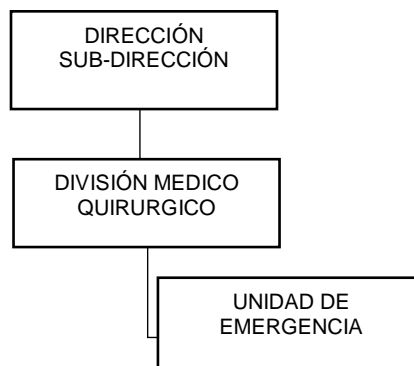 DIRECCIÓN
SUB-DIRECCIÓN
DIVISIÓN MEDICO
QUIRURGICO
UNIDAD DE
EMERGENCIA